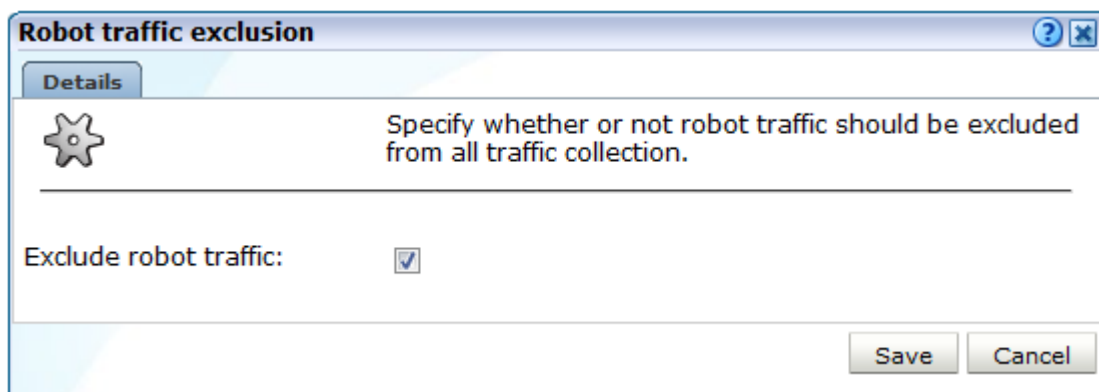 Robot traffic exclusion
Details
Specify whether or not robot traffic should be excluded
from all traffic collection.
Exclude robot traffic:
Save Cancel